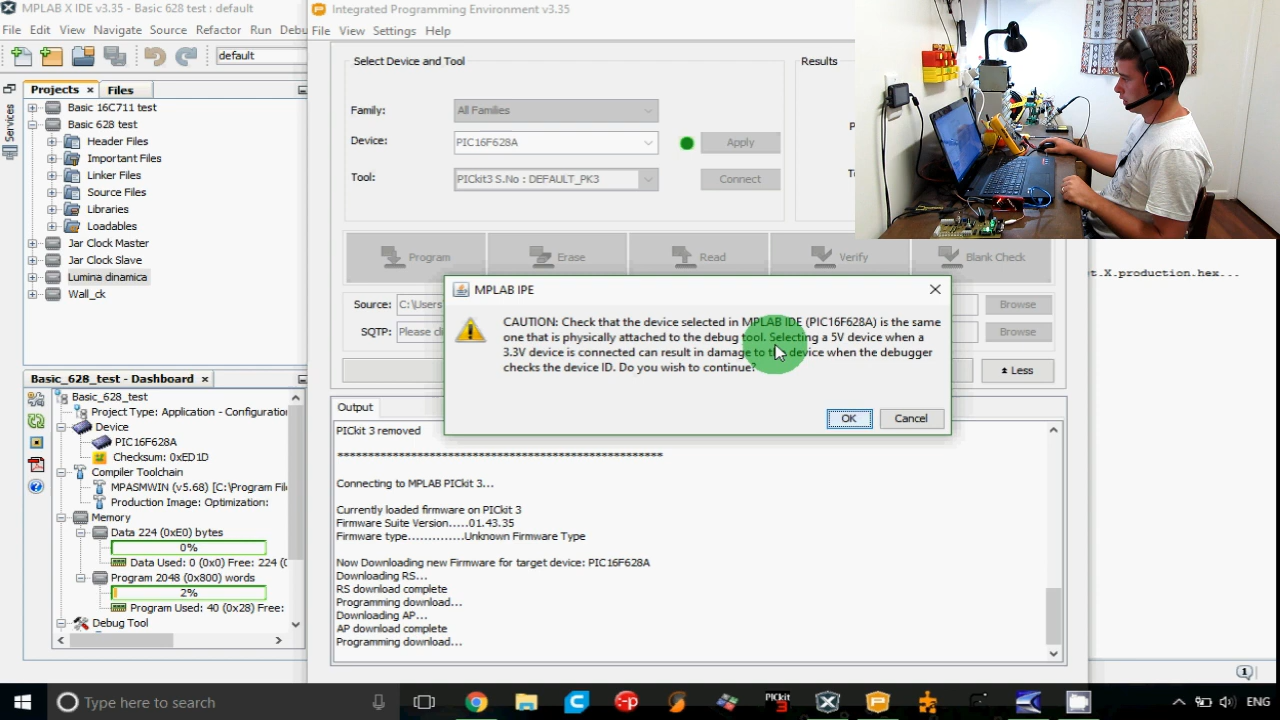 MPLAB X IDE v3.35 - Basic 628 test : default
File Edit View Navigate Source Refactor Run Debu
default
Projects × Files
Services
Basic 16C711 test
Basic 628 test
Header Files
Important Files
Linker Files
Source Files
Libraries
Loadables
Jar Clock Master
Jar Clock Slave
Lumina dinamica
Wall_ck
Basic_628_test - Dashboard ×
Basic_628_test
Project Type: Application - Configuratio
Device
PIC16F628A
Checksum: 0xED1D
Compiler Toolchain
MPASMWIN (v5.68) [C:\Program Fil
Production Image: Optimization:
Memory
Data 224 (0xE0) bytes
0%
Data Used: 0 (0x0) Free: 224 (
Program 2048 (0x800) words
2%
Program Used: 40 (0x28) Free:
Debug Tool
Integrated Programming Environment v3.35
File View Settings Help
Select Device and Tool
Results
Family: All Families
Device: PIC16F628A Apply
Tool: PICkit3 S.No : DEFAULT_PK3 Connect
Program Erase Read Verify Blank Check
Source: C:\Users Browse
SQTP: Please cli Browse
Less
t.X.production.hex...
MPLAB IPE
CAUTION: Check that the device selected in MPLAB IDE (PIC16F628A) is the same
one that is physically attached to the debug tool. Selecting a 5V device when a
3.3V device is connected can result in damage to the device when the debugger
checks the device ID. Do you wish to continue?
OK Cancel
Output
PICkit 3 removed
*****************************************************
Connecting to MPLAB PICkit 3...
Currently loaded firmware on PICkit 3
Firmware Suite Version.....01.43.35
Firmware type..............Unknown Firmware Type
Now Downloading new Firmware for target device: PIC16F628A
Downloading RS...
RS download complete
Programming download...
Downloading AP...
AP download complete
Programming download...
Type here to search
PICkit
3
ENG